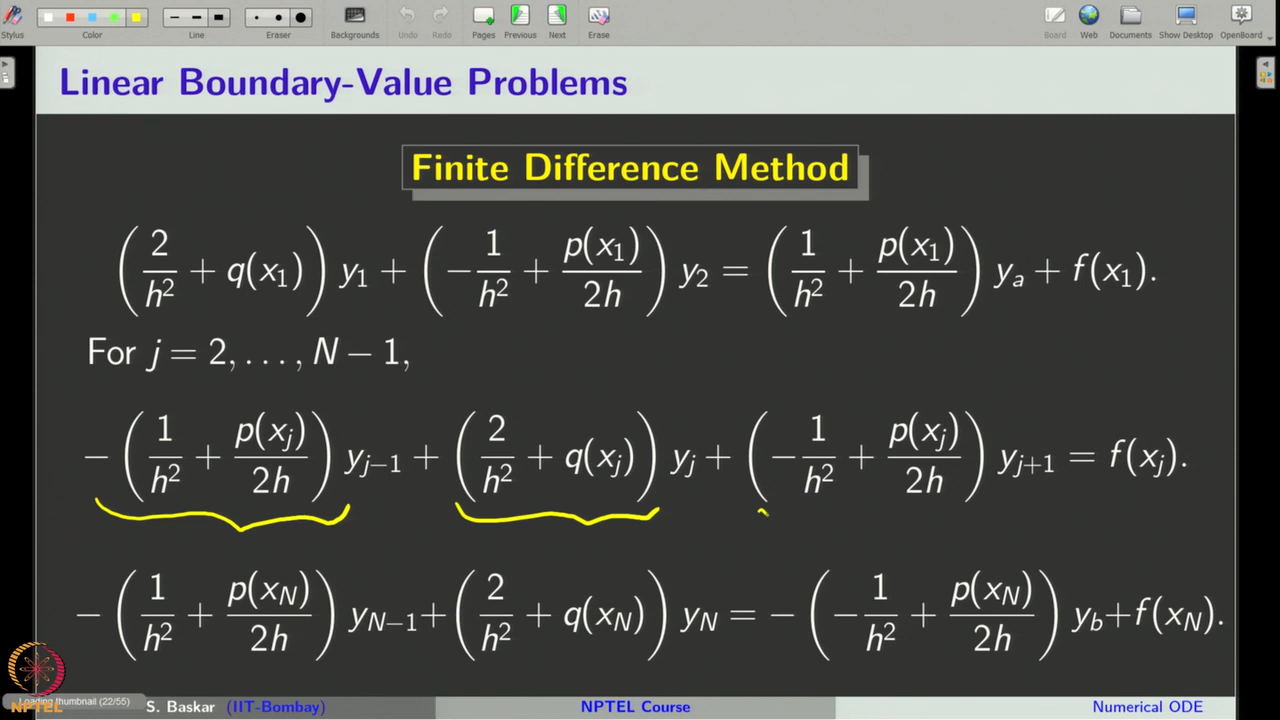 Stylus Color Line Eraser Backgrounds Undo Redo Pages Previous Next Erase Board Web Documents Show Desktop OpenBoard
Linear Boundary-Value Problems
Finite Difference Method
(2/h² + q(x₁)) y₁ + (−1/h² + p(x₁)/2h) y₂ = (1/h² + p(x₁)/2h) yₐ + f(x₁).
For j = 2, . . . , N − 1,
−(1/h² + p(xⱼ)/2h) yⱼ₋₁ + (2/h² + q(xⱼ)) yⱼ + (−1/h² + p(xⱼ)/2h) yⱼ₊₁ = f(xⱼ).
−(1/h² + p(x_N)/2h) y_{N−1} + (2/h² + q(x_N)) y_N = −(−1/h² + p(x_N)/2h) y_b + f(x_N).
Loading thumbnail (22/55)
NPTEL
S. Baskar (IIT-Bombay) NPTEL Course Numerical ODE